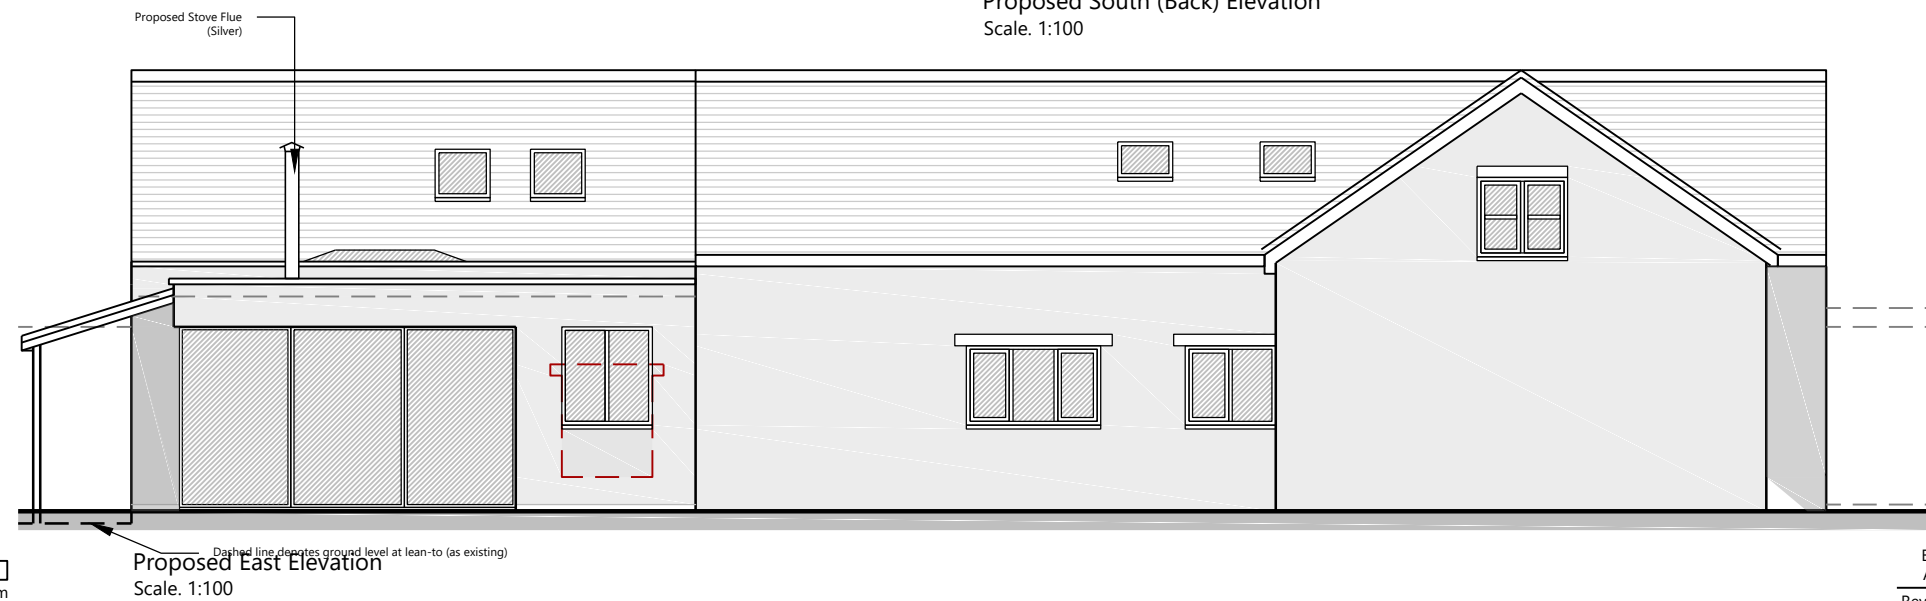 Proposed South (Back) Elevation
Scale. 1:100
Proposed Stove Flue
(Silver)
Dashed line denotes ground level at lean-to (as existing)
Proposed East Elevation
Scale. 1:100